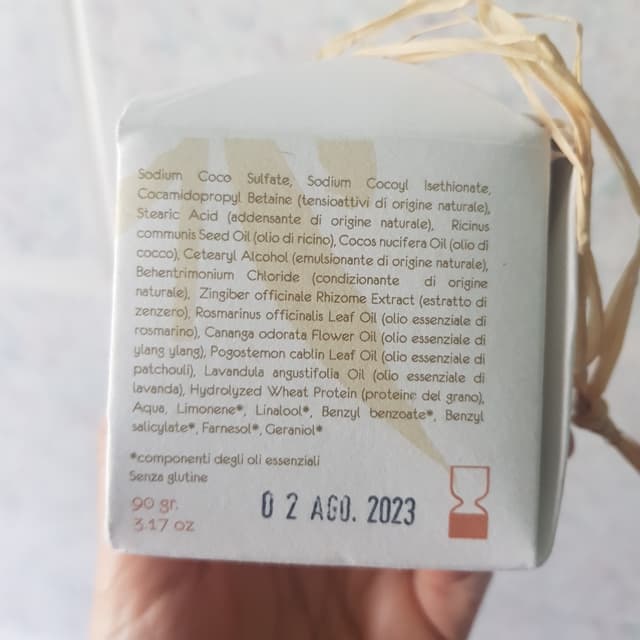 Sodium Coco Sulfate, Sodium Cocoyl Isethionate,
Cocamidopropyl Betaine (tensioattivi di origine naturale),
Stearic Acid (addensante di origine naturale), Ricinus
communis Seed Oil (olio di ricino), Cocos nucifera Oil (olio di
cocco), Cetearyl Alcohol (emulsionante di origine naturale),
Behentrimonium Chloride (condizionante di origine
naturale), Zingiber officinale Rhizome Extract (estratto di
zenzero), Rosmarinus officinalis Leaf Oil (olio essenziale di
rosmarino), Cananga odorata Flower Oil (olio essenziale di
ylang ylang), Pogostemon cablin Leaf Oil (olio essenziale di
patchouli), Lavandula angustifolia Oil (olio essenziale di
lavanda), Hydrolyzed Wheat Protein (proteine del grano),
Aqua, Limonene*, Linalool*, Benzyl benzoate*, Benzyl
salicylate*, Farnesol*, Geraniol*
*componenti degli oli essenziali
Senza glutine
90 gr.
3.17 oz
02 AGO. 2023